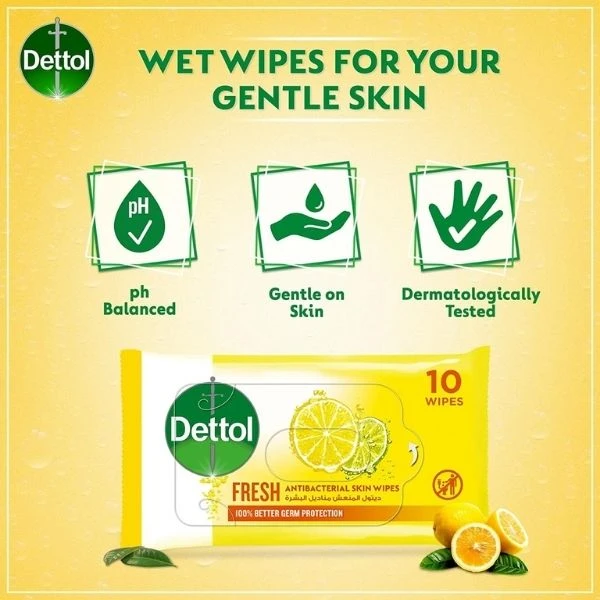 Dettol
WET WIPES FOR YOUR
GENTLE SKIN
pH
ph
Balanced
Gentle on
Skin
Dermatologically
Tested
10
WIPES
Dettol
FRESH ANTIBACTERIAL SKIN WIPES
ديتول المنعش مناديل البشرة
100% BETTER GERM PROTECTION